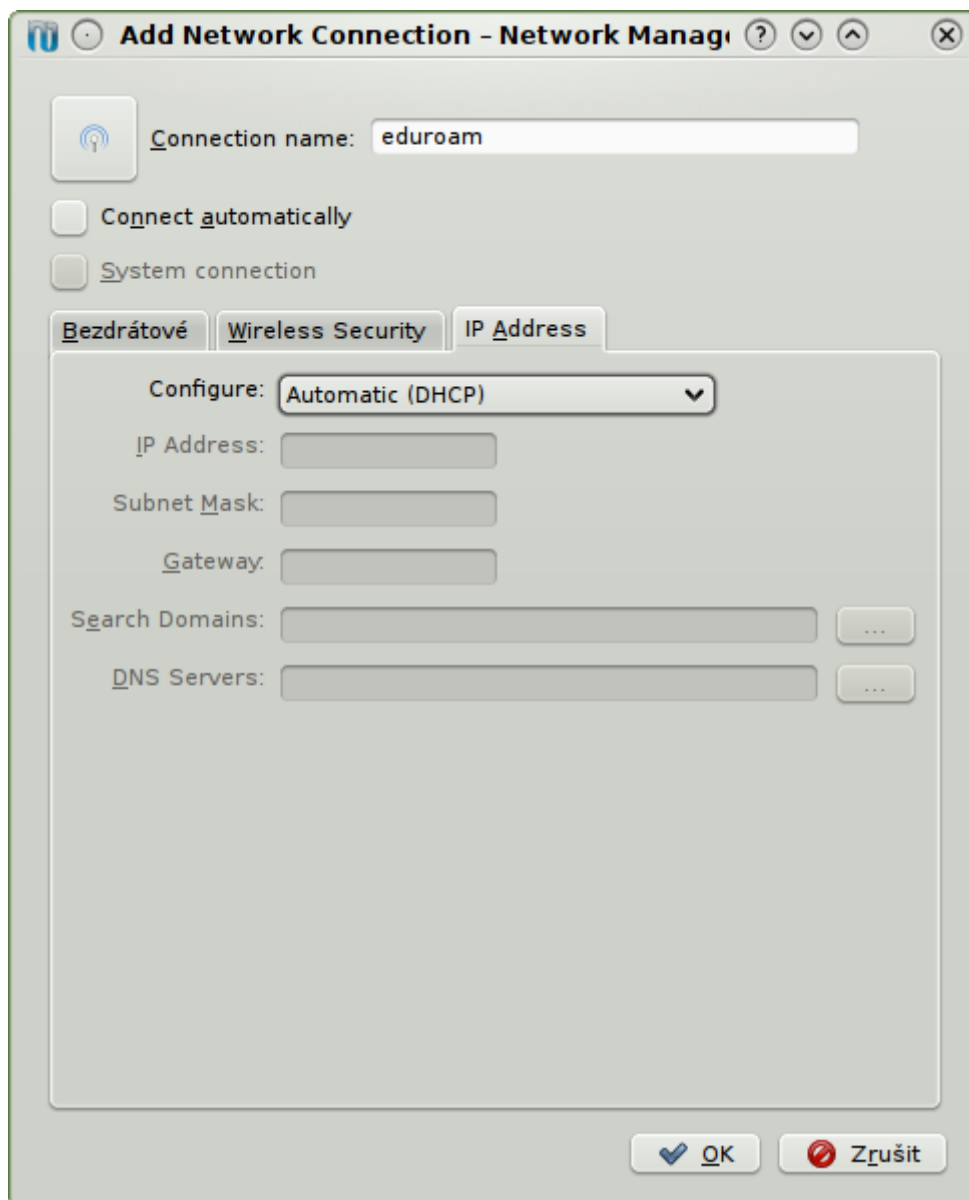 Add Network Connection – Network Manag
Connection name: eduroam
Connect automatically
System connection
Bezdrátové Wireless Security IP Address
Configure: Automatic (DHCP)
IP Address:
Subnet Mask:
Gateway:
Search Domains: ...
DNS Servers: ...
OK Zrušit